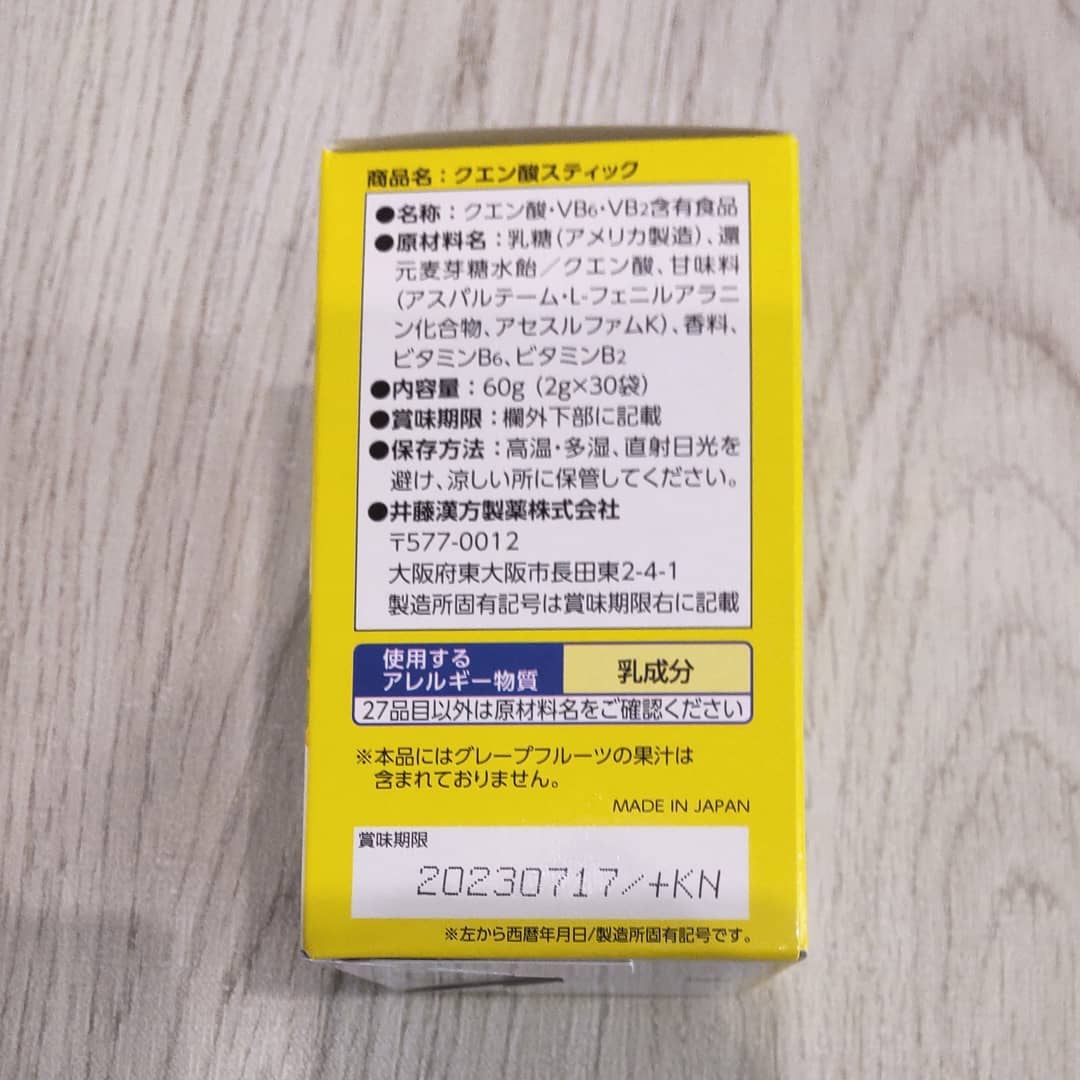 商品名：クエン酸スティック
●名称：クエン酸・VB6・VB2含有食品
●原材料名：乳糖（アメリカ製造）、還
元麦芽糖水飴／クエン酸、甘味料
（アスパルテーム・L-フェニルアラニ
ン化合物、アセスルファムK）、香料、
ビタミンB6、ビタミンB2
●内容量：60g（2g×30袋）
●賞味期限：欄外下部に記載
●保存方法：高温・多湿、直射日光を
避け、涼しい所に保管してください。
●井藤漢方製薬株式会社
〒577-0012
大阪府東大阪市長田東2-4-1
製造所固有記号は賞味期限右に記載
使用する
アレルギー物質
乳成分
27品目以外は原材料名をご確認ください
※本品にはグレープフルーツの果汁は
含まれておりません。
MADE IN JAPAN
賞味期限
20230717/+KN
※左から西暦年月日/製造所固有記号です。